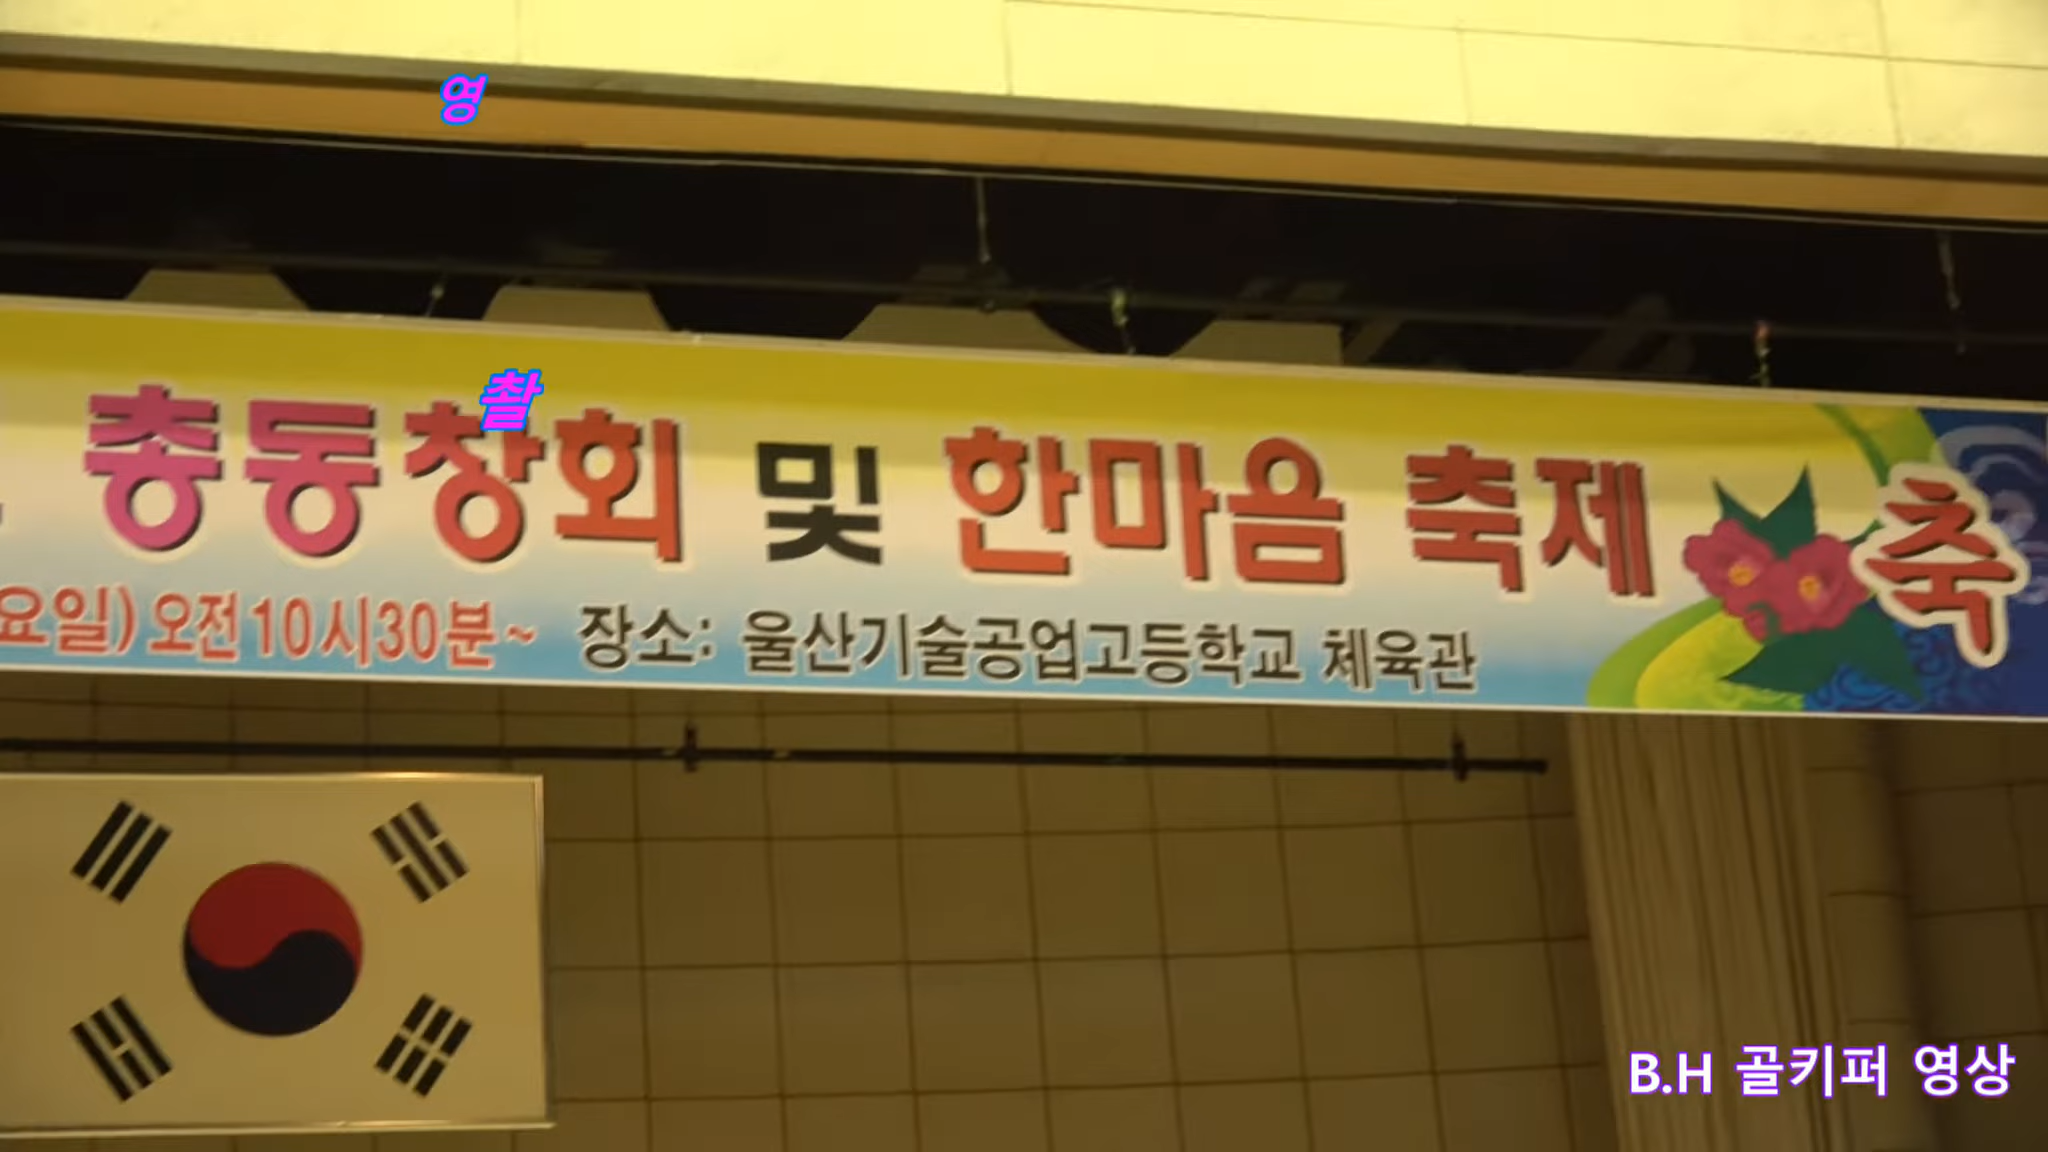 영
촬
총동창회 및 한마음 축제 축
요일) 오전10시30분~ 장소: 울산기술공업고등학교 체육관
B.H 골키퍼 영상